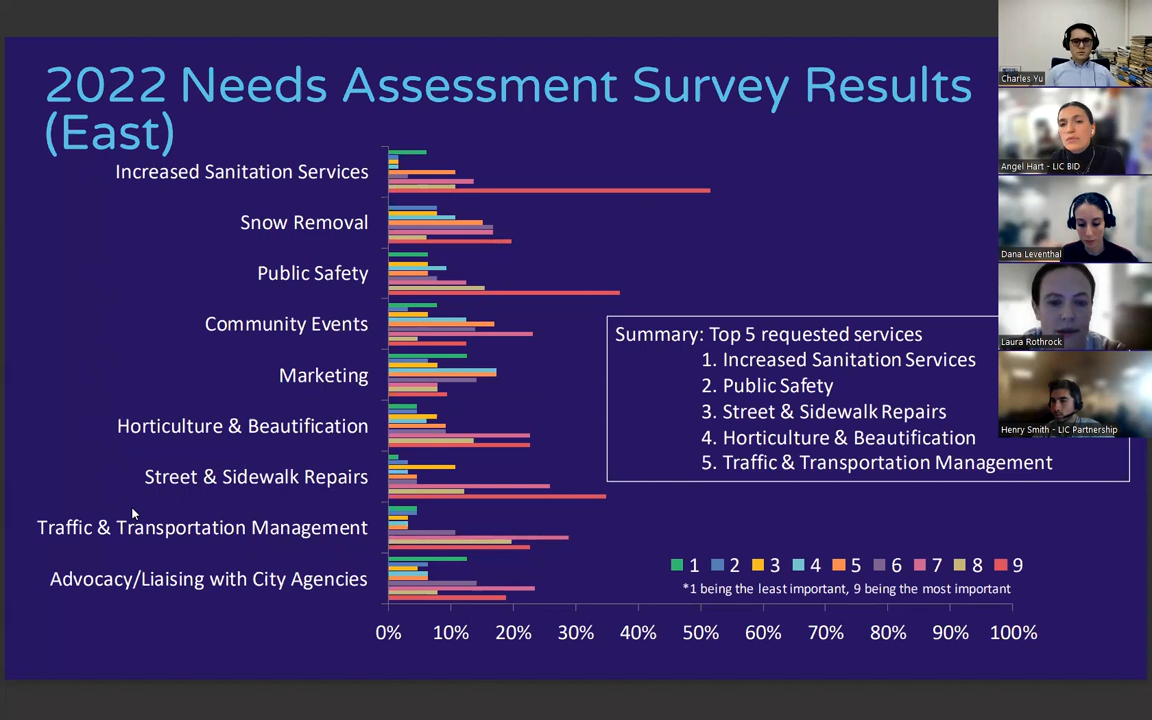 2022 Needs Assessment Survey Results
(East)
Increased Sanitation Services
Snow Removal
Public Safety
Community Events
Marketing
Horticulture & Beautification
Street & Sidewalk Repairs
Traffic & Transportation Management
Advocacy/Liaising with City Agencies
0% 10% 20% 30% 40% 50% 60% 70% 80% 90% 100%
Summary: Top 5 requested services
1. Increased Sanitation Services
2. Public Safety
3. Street & Sidewalk Repairs
4. Horticulture & Beautification
5. Traffic & Transportation Management
1 2 3 4 5 6 7 8 9
*1 being the least important, 9 being the most important
Charles Yu
Angel Hart - LIC BID
Dana Leventhal
Laura Rothrock
Henry Smith - LIC Partnership